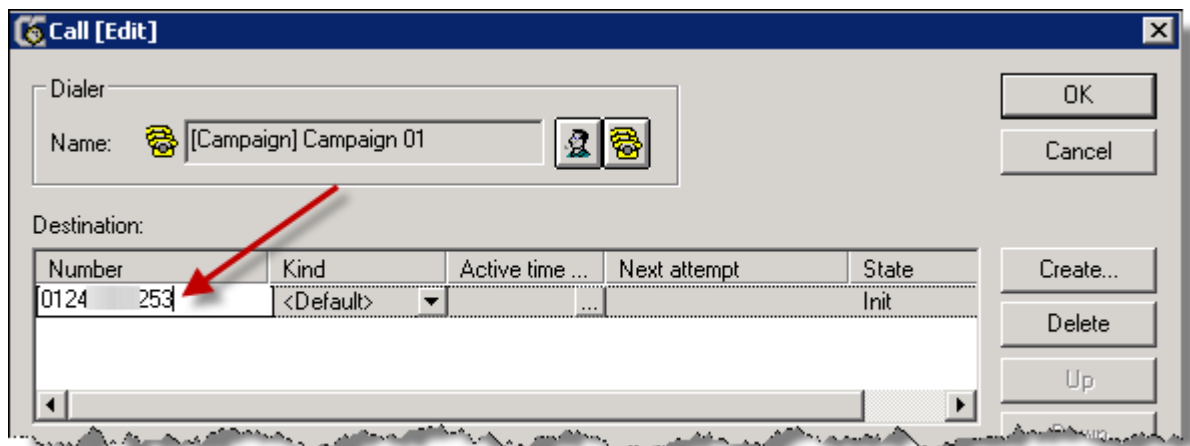 Call [Edit]
Dialer
Name: [Campaign] Campaign 01
OK
Cancel
Destination:
Number Kind Active time ... Next attempt State
0124 253 <Default> ... Init
Create...
Delete
Up
Down